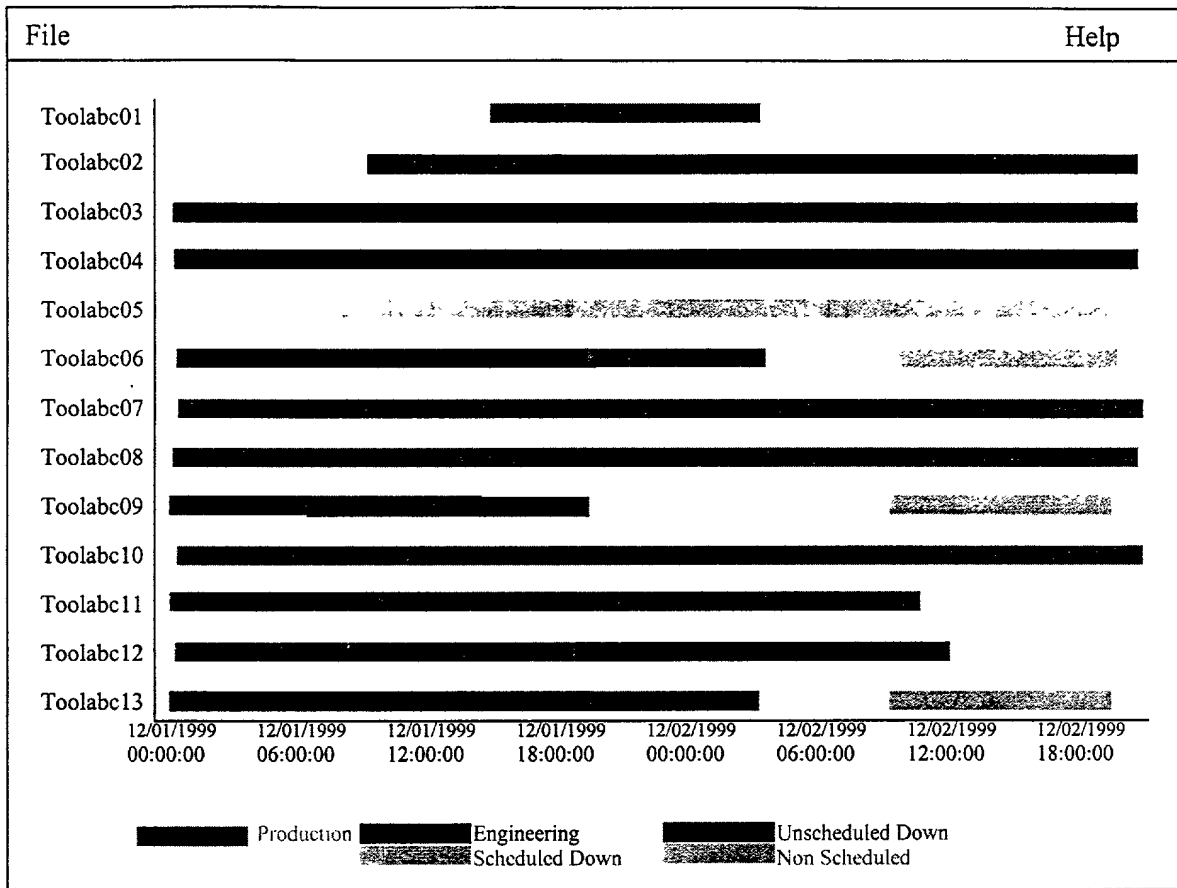 File Help
Toolabc01
Toolabc02
Toolabc03
Toolabc04
Toolabc05
Toolabc06
Toolabc07
Toolabc08
Toolabc09
Toolabc10
Toolabc11
Toolabc12
Toolabc13
12/01/1999 12/01/1999 12/01/1999 12/01/1999 12/02/1999 12/02/1999 12/02/1999 12/02/1999
00:00:00 06:00:00 12:00:00 18:00:00 00:00:00 06:00:00 12:00:00 18:00:00
Production Engineering Unscheduled Down
Scheduled Down Non Scheduled